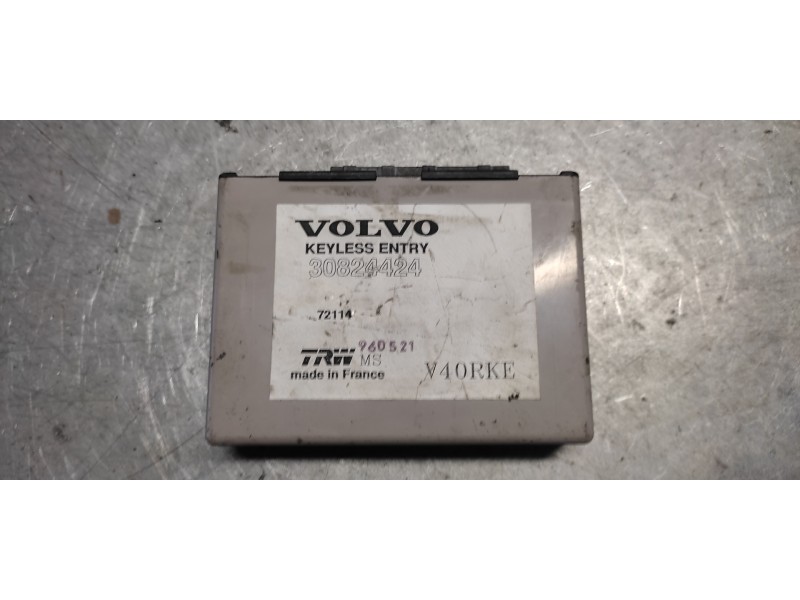 VOLVO
KEYLESS ENTRY
30824424
72114
960521
TRW MS
made in France
V40RKE